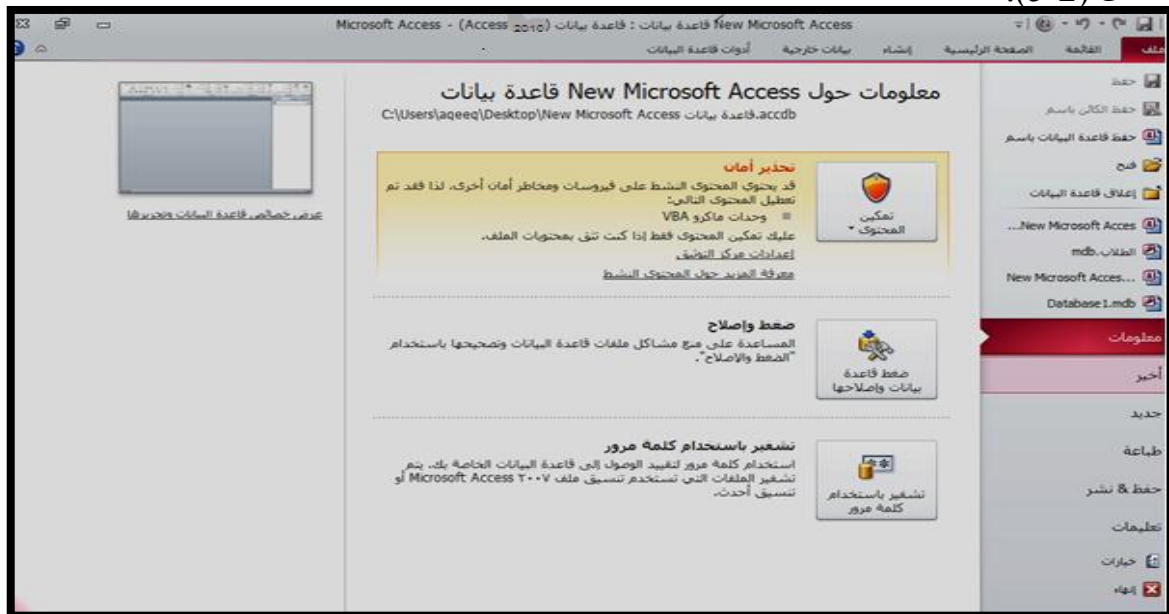 Microsoft Access - (Access 2010) قاعدة بيانات : قاعدة بيانات New Microsoft Access
ملف القائمة الصفحة الرئيسية إنشاء بيانات خارجية أدوات قاعدة البيانات
حفظ
حفظ الكائن باسم
حفظ قاعدة البيانات باسم
فتح
إغلاق قاعدة البيانات
New Microsoft Acces...
الطلاب.mdb
New Microsoft Acces...
Database1.mdb
معلومات
أخير
جديد
طباعة
حفظ & نشر
تعليمات
خيارات
إنهاء
معلومات حول New Microsoft Access قاعدة بيانات
C:\Users\aqeeq\Desktop\New Microsoft Access قاعدة بيانات.accdb
تمكين
المحتوى
تحذير أمان
قد يحتوي المحتوى النشط على فيروسات ومخاطر أمان أخرى، لذا فقد تم
تعطيل المحتوى التالي:
وحدات ماكرو VBA
عليك تمكين المحتوى فقط إذا كنت تثق بمحتويات الملف.
إعدادات مركز التوثيق
معرفة المزيد حول المحتوى النشط
ضغط قاعدة
بيانات وإصلاحها
ضغط وإصلاح
المساعدة على منع مشاكل ملفات قاعدة البيانات وتصحيحها باستخدام
"الضغط والإصلاح".
تشفير باستخدام
كلمة مرور
تشفير باستخدام كلمة مرور
استخدام كلمة مرور لتقييد الوصول إلى قاعدة البيانات الخاصة بك. يتم
تشفير الملفات التي تستخدم تنسيق ملف Microsoft Access ٢٠٠٧ أو
تنسيق أحدث.
عرض خصائص قاعدة البيانات وتحريرها